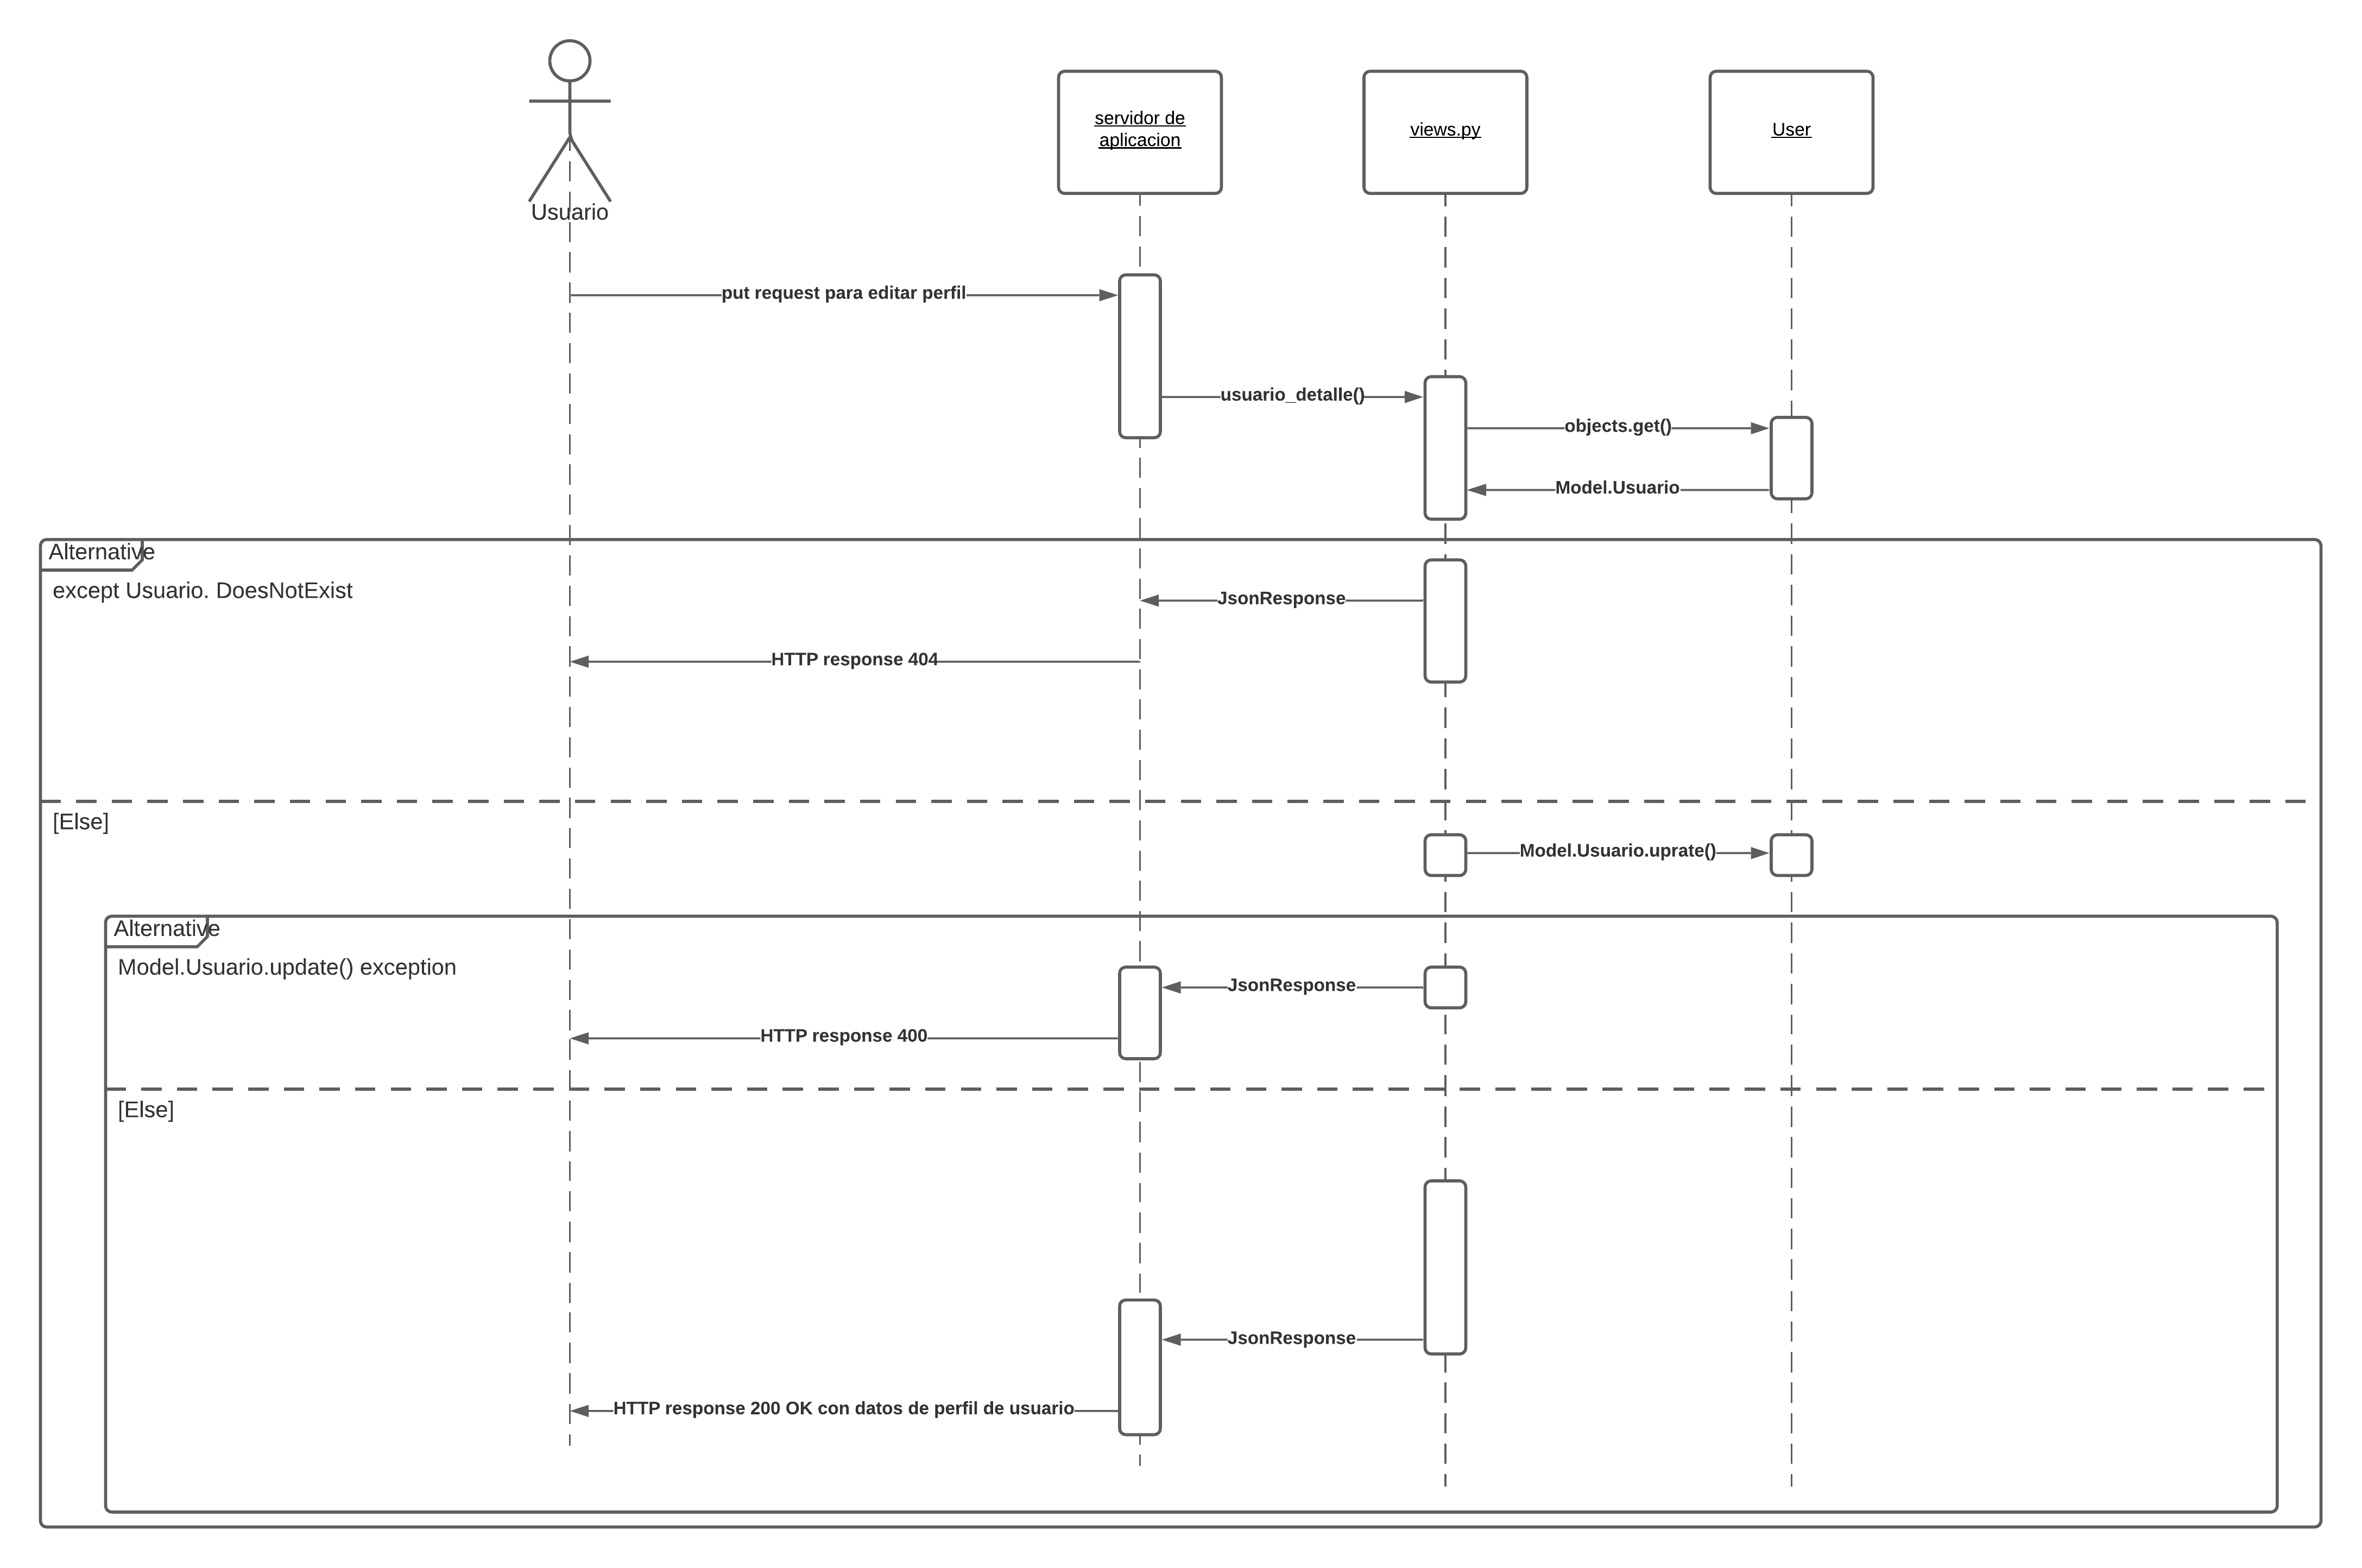 servidor de
aplicacion
views.py
User
Usuario
put request para editar perfil
usuario_detalle()
objects.get()
Model.Usuario
Alternative
except Usuario. DoesNotExist
JsonResponse
HTTP response 404
[Else]
Model.Usuario.uprate()
Alternative
Model.Usuario.update() exception
JsonResponse
HTTP response 400
[Else]
JsonResponse
HTTP response 200 OK con datos de perfil de usuario